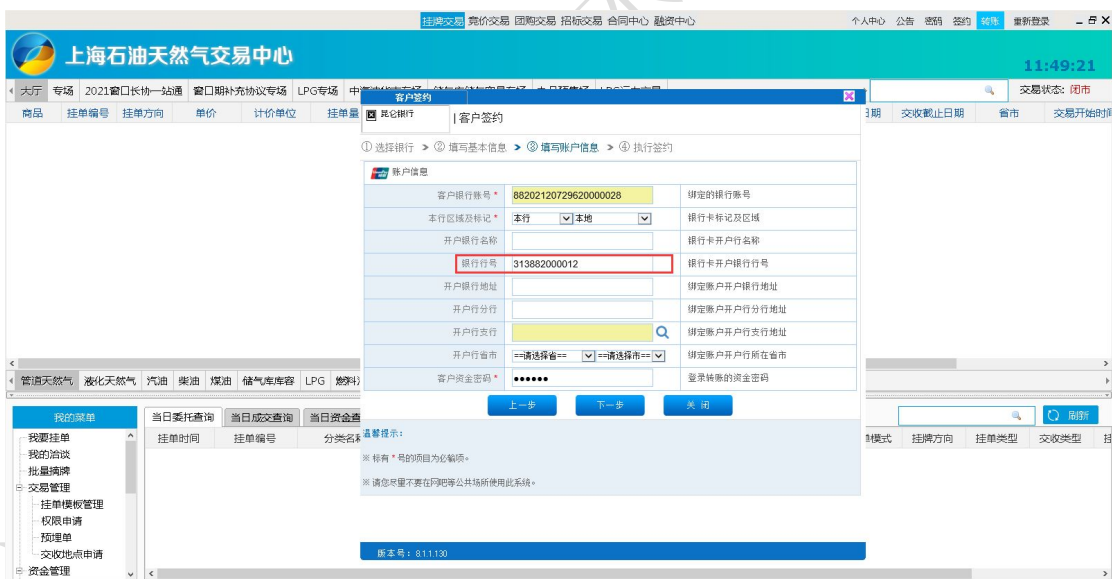 挂牌交易 竞价交易 团购交易 招标交易 合同中心 融资中心
个人中心 公告 密码 签约 转账 重新登录
上海石油天然气交易中心
11:49:21
大厅 专场 2021窗口长协一站通 窗口期补充协议专场 LPG专场
交易状态: 闭市
商品 挂单编号 挂单方向 单价 计价单位 挂单量
日期 交收截止日期 省市 交易开始时间
客户签约
昆仑银行 | 客户签约
① 选择银行 > ② 填写基本信息 > ③ 填写账户信息 > ④ 执行签约
账户信息
客户银行账号 * 88202120729620000028 绑定的银行账号
本行区域及标记 * 本行 本地 银行卡标记及区域
开户银行名称 银行卡开户行名称
银行行号 313882000012 银行卡开户银行行号
开户银行地址 绑定账户开户银行地址
开户行分行 绑定账户开户行分行地址
开户行支行 绑定账户开户行支行地址
开户行省市 ==请选择省== ==请选择市== 绑定账户开户行所在省市
客户资金密码 * •••••• 登录转账的资金密码
上一步 下一步 关 闭
温馨提示:
※ 标有 * 号的项目为必输项。
※ 请您尽里不要在网吧等公共场所使用此系统。
版本号: 8.1.1.130
管道天然气 液化天然气 汽油 柴油 煤油 储气库库容 LPG
我的菜单
当日委托查询 当日成交查询 当日资金查
刷新
挂单时间 挂单编号 分类名称
单模式 挂牌方向 挂单类型 交收类型 挂
我要挂单
我的洽谈
批量摘牌
交易管理
挂单模板管理
权限申请
预埋单
交收地点申请
资金管理